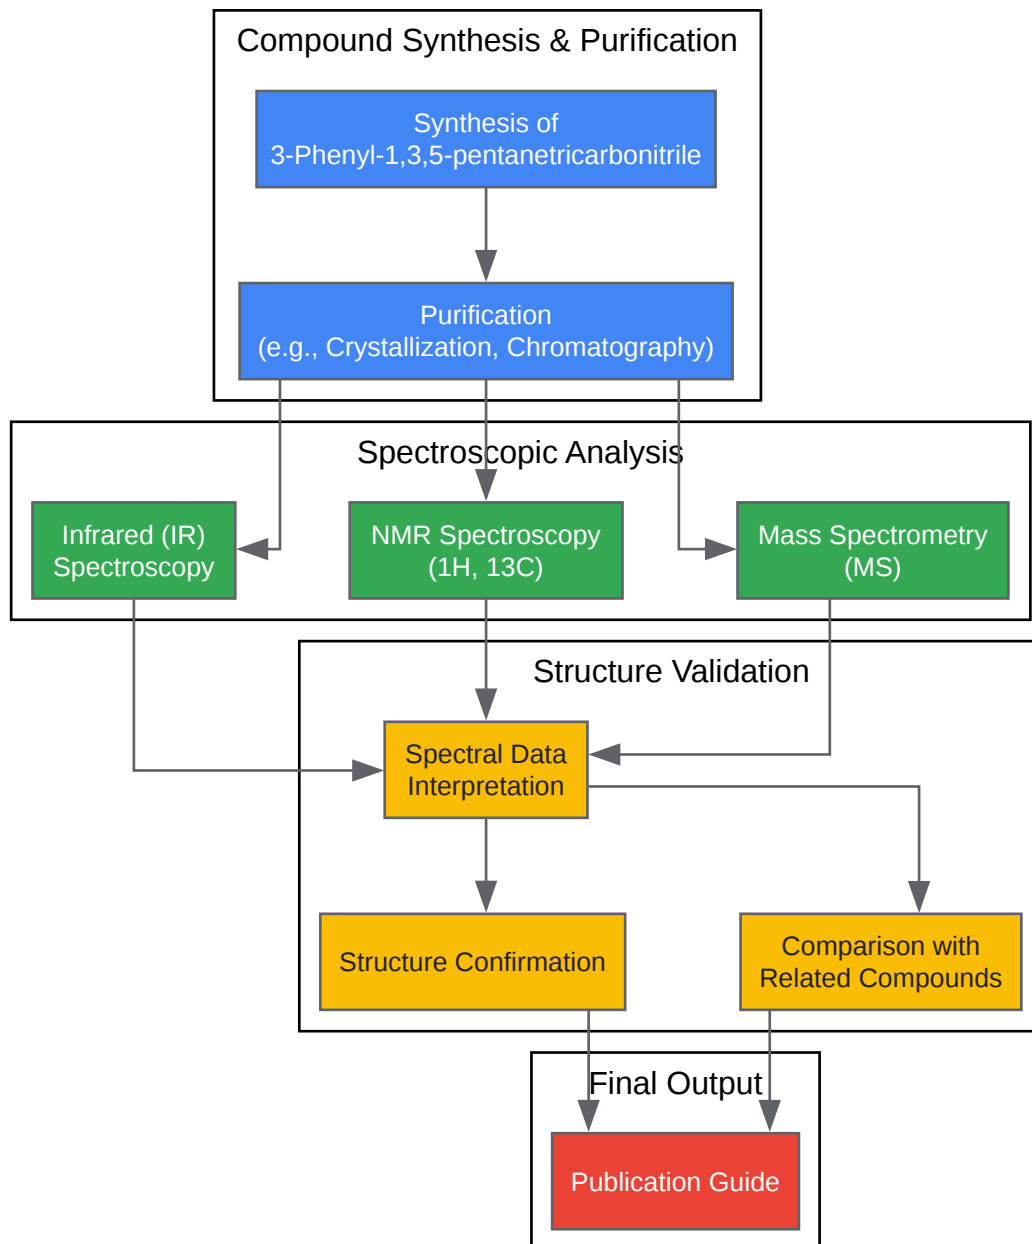 Compound Synthesis & Purification
Synthesis of
3-Phenyl-1,3,5-pentanetricarbonitrile
Purification
(e.g., Crystallization, Chromatography)
Spectroscopic Analysis
Infrared (IR)
Spectroscopy
NMR Spectroscopy
(1H, 13C)
Mass Spectrometry
(MS)
Structure Validation
Spectral Data
Interpretation
Structure Confirmation
Comparison with
Related Compounds
Final Output
Publication Guide